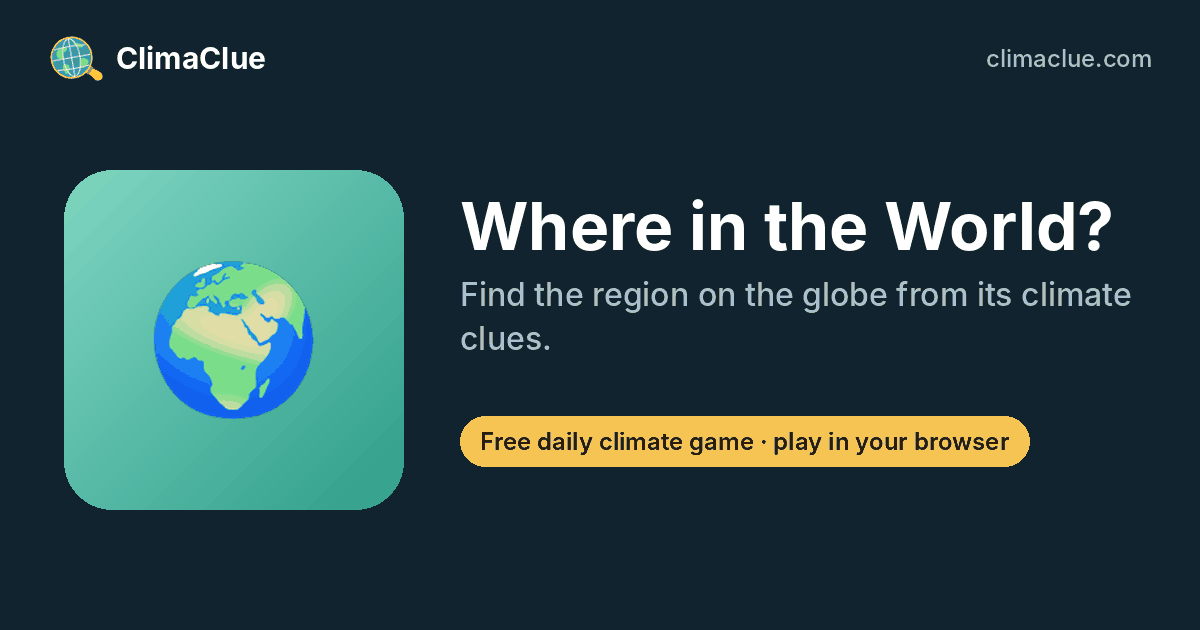 ClimaClue
climaclue.com
Where in the World?
Find the region on the globe from its climate
clues.
Free daily climate game · play in your browser